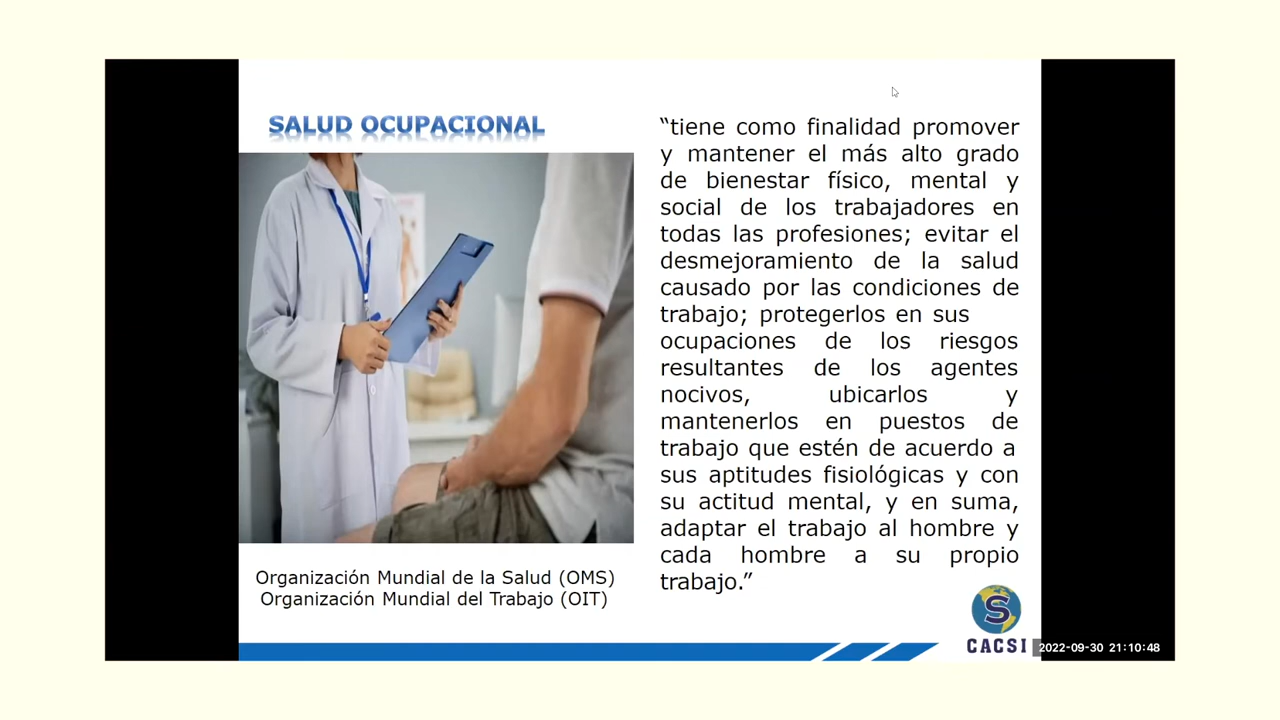 SALUD OCUPACIONAL
“tiene como finalidad promover
y mantener el más alto grado
de bienestar físico, mental y
social de los trabajadores en
todas las profesiones; evitar el
desmejoramiento de la salud
causado por las condiciones de
trabajo; protegerlos en sus
ocupaciones de los riesgos
resultantes de los agentes
nocivos, ubicarlos y
mantenerlos en puestos de
trabajo que estén de acuerdo a
sus aptitudes fisiológicas y con
su actitud mental, y en suma,
adaptar el trabajo al hombre y
cada hombre a su propio
trabajo.”
Organización Mundial de la Salud (OMS)
Organización Mundial del Trabajo (OIT)
S
CACSI
2022-09-30 21:10:48